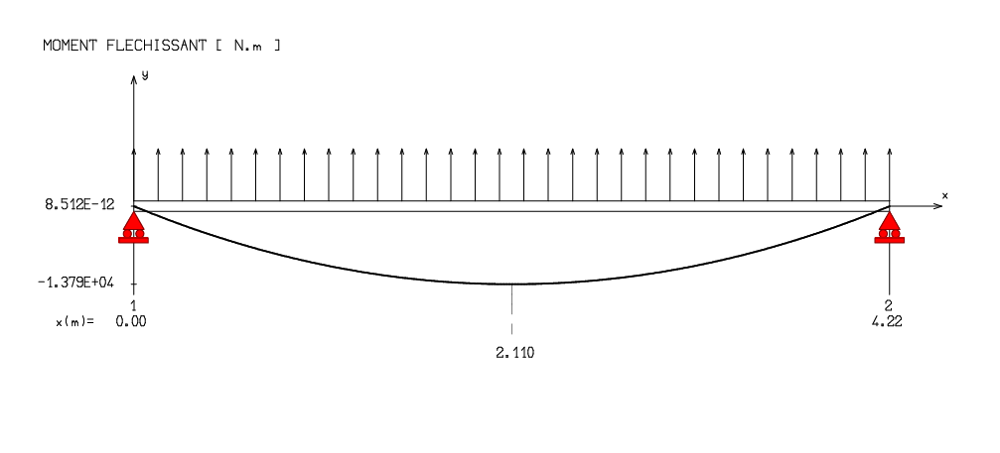 MOMENT FLECHISSANT [ N.m ]
y
x
8.512E-12
-1.379E+04
1 2
x(m)= 0.00 4.22
2.110